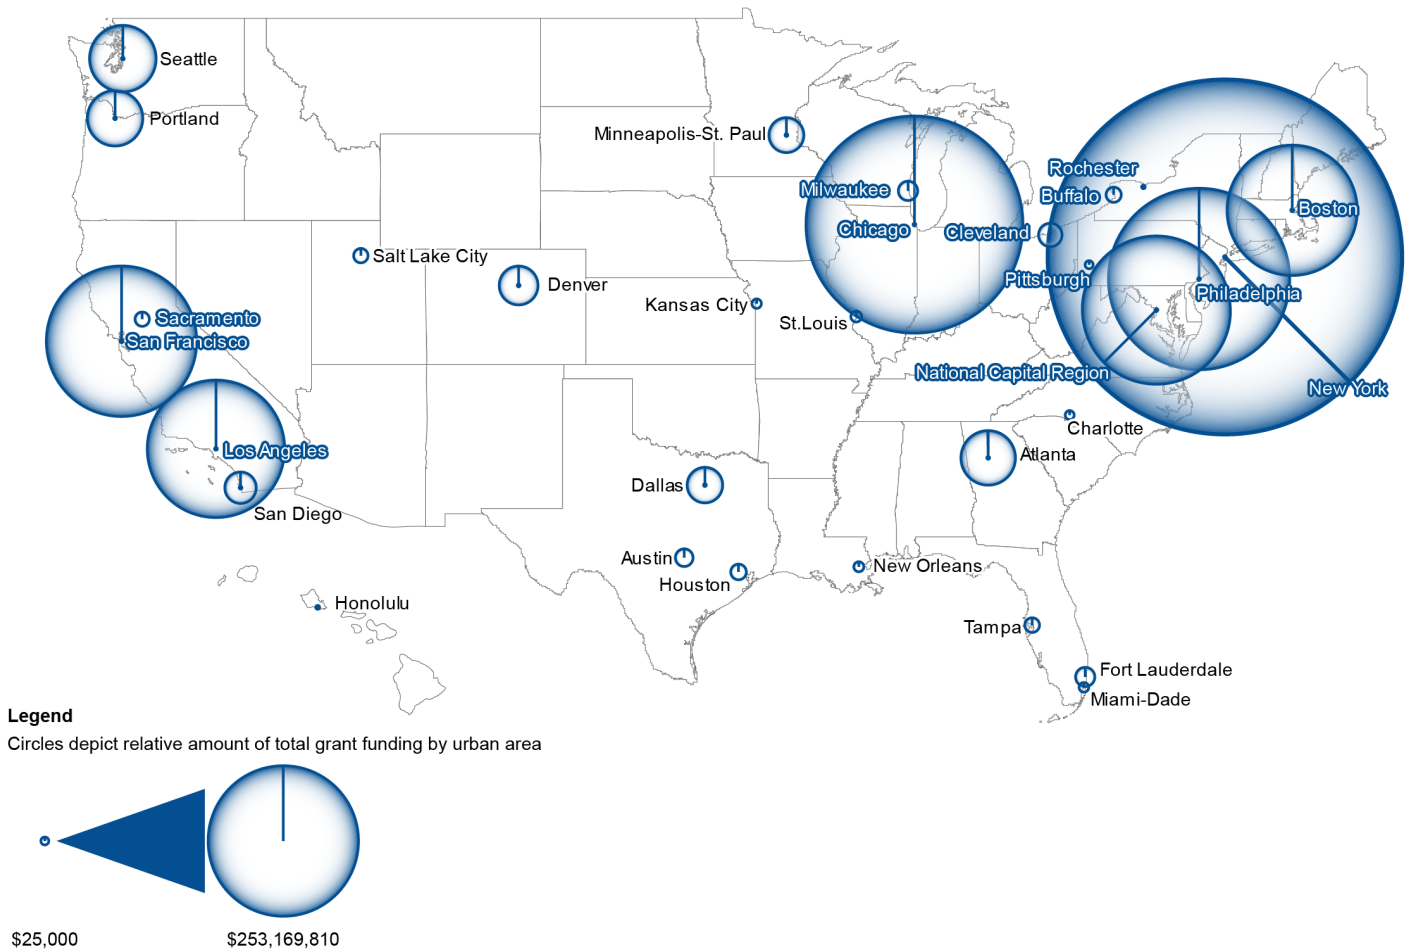 Seattle
Portland
Minneapolis-St. Paul
Rochester
Milwaukee
Buffalo
Boston
Chicago
Cleveland
Salt Lake City
Denver
Pittsburgh
Philadelphia
Kansas City
Sacramento
St.Louis
San Francisco
National Capital Region
New York
Charlotte
Los Angeles
Atlanta
Dallas
San Diego
Austin
New Orleans
Houston
Honolulu
Tampa
Fort Lauderdale
Miami-Dade
Legend
Circles depict relative amount of total grant funding by urban area
$25,000
$253,169,810